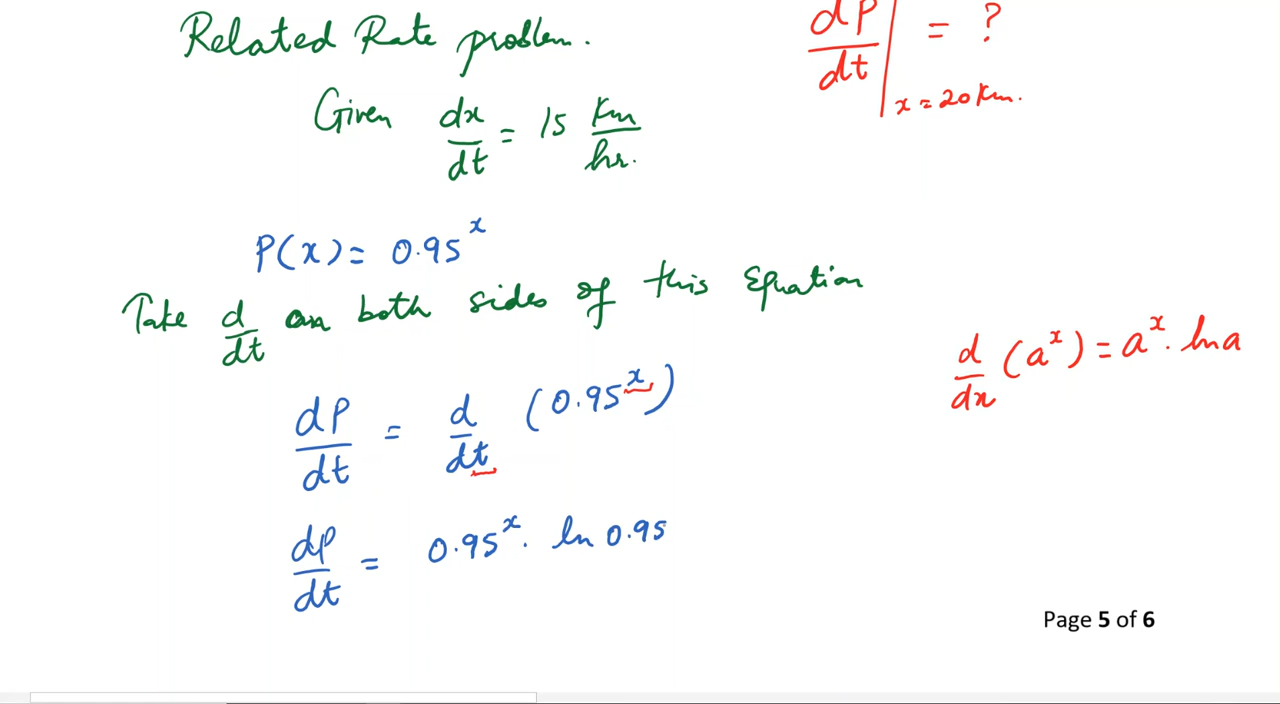 Related Rate problem.
dP/dt | x = 20 Km. = ?
Given dx/dt = 15 Km/hr.
P(x) = 0.95^x
Take d/dt on both sides of this Equation
d/dx (a^x) = a^x . ln a
dP/dt = d/dt (0.95^x)
dP/dt = 0.95^x . ln 0.95
Page 5 of 6